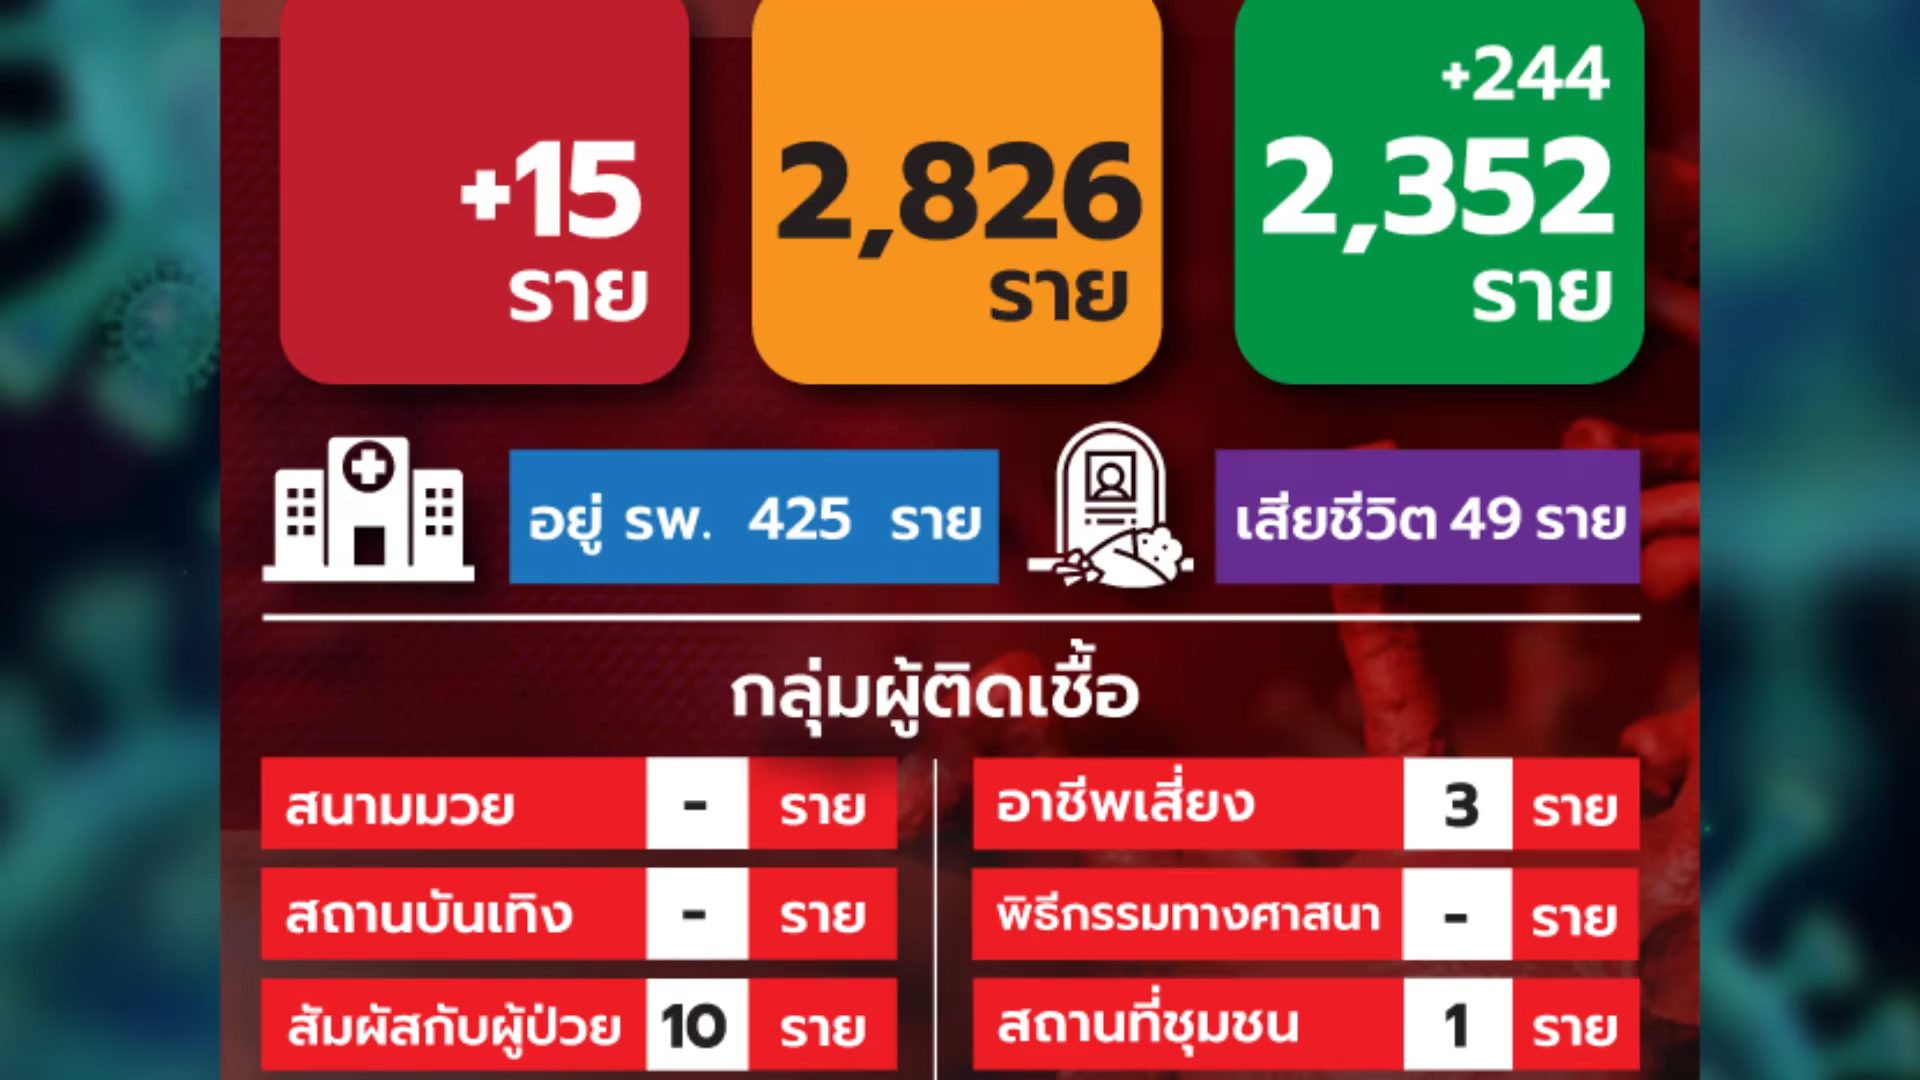 +15
ราย
2,826
ราย
+244
2,352
ราย
อยู่ รพ. 425 ราย
เสียชีวิต 49 ราย
กลุ่มผู้ติดเชื้อ
สนามมวย - ราย
อาชีพเสี่ยง 3 ราย
สถานบันเทิง - ราย
พิธีกรรมทางศาสนา - ราย
สัมผัสกับผู้ป่วย 10 ราย
สถานที่ชุมชน 1 ราย